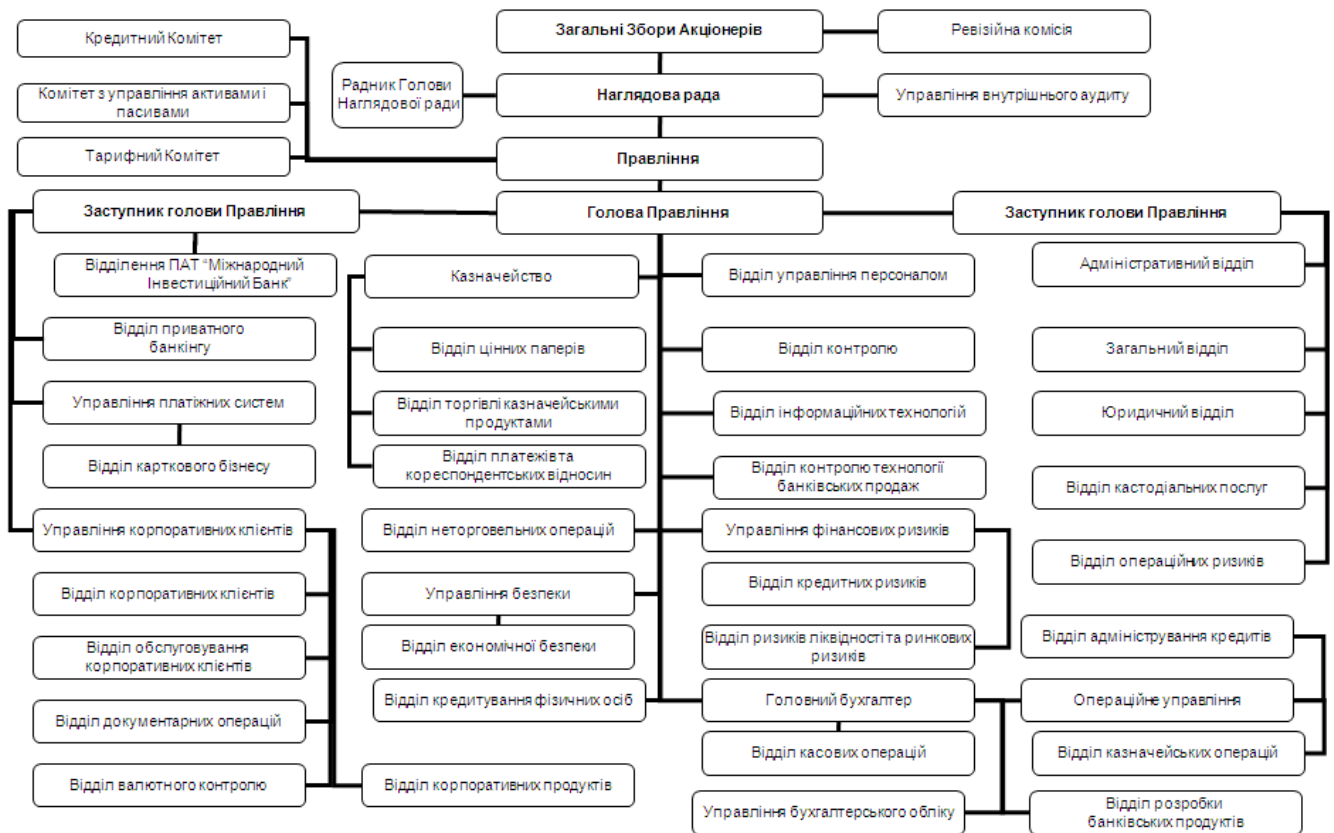 Кредитний Комітет
Загальні Збори Акціонерів
Ревізійна комісія
Комітет з управління активами і
пасивами
Радник Голови
Наглядової ради
Наглядова рада
Управління внутрішнього аудиту
Тарифний Комітет
Правління
Заступник голови Правління
Голова Правління
Заступник голови Правління
Відділення ПАТ “Міжнародний
Інвестиційний Банк”
Казначейство
Відділ управління персоналом
Адміністративний відділ
Відділ приватного
банкінгу
Відділ цінних паперів
Відділ контролю
Загальний відділ
Управління платіжних систем
Відділ торгівлі казначейськими
продуктами
Відділ інформаційних технологій
Юридичний відділ
Відділ карткового бізнесу
Відділ платежів та
кореспондентських відносин
Відділ контролю технології
банківських продаж
Відділ кастодіальних послуг
Управління корпоративних клієнтів
Відділ неторговельних операцій
Управління фінансових ризиків
Відділ операційних ризиків
Відділ корпоративних клієнтів
Управління безпеки
Відділ кредитних ризиків
Відділ обслуговування
корпоративних клієнтів
Відділ економічної безпеки
Відділ ризиків ліквідності та ринкових
ризиків
Відділ адміністрування кредитів
Відділ кредитування фізичних осіб
Головний бухгалтер
Операційне управління
Відділ документарних операцій
Відділ касових операцій
Відділ казначейських операцій
Відділ валютного контролю
Відділ корпоративних продуктів
Управління бухгалтерського обліку
Відділ розробки
банківських продуктів